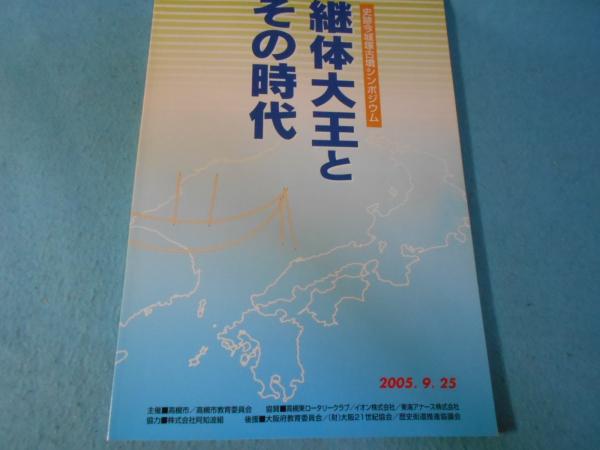 史跡今城塚古墳シンポジウム
継体大王と
その時代
2005. 9. 25
主催■高槻市／高槻市教育委員会　協賛■高槻東ロータリークラブ／イオン株式会社／東海アナース株式会社
協力■株式会社阿知波組　後援■大阪府教育委員会／(財)大阪21世紀協会／歴史街道推進協議会